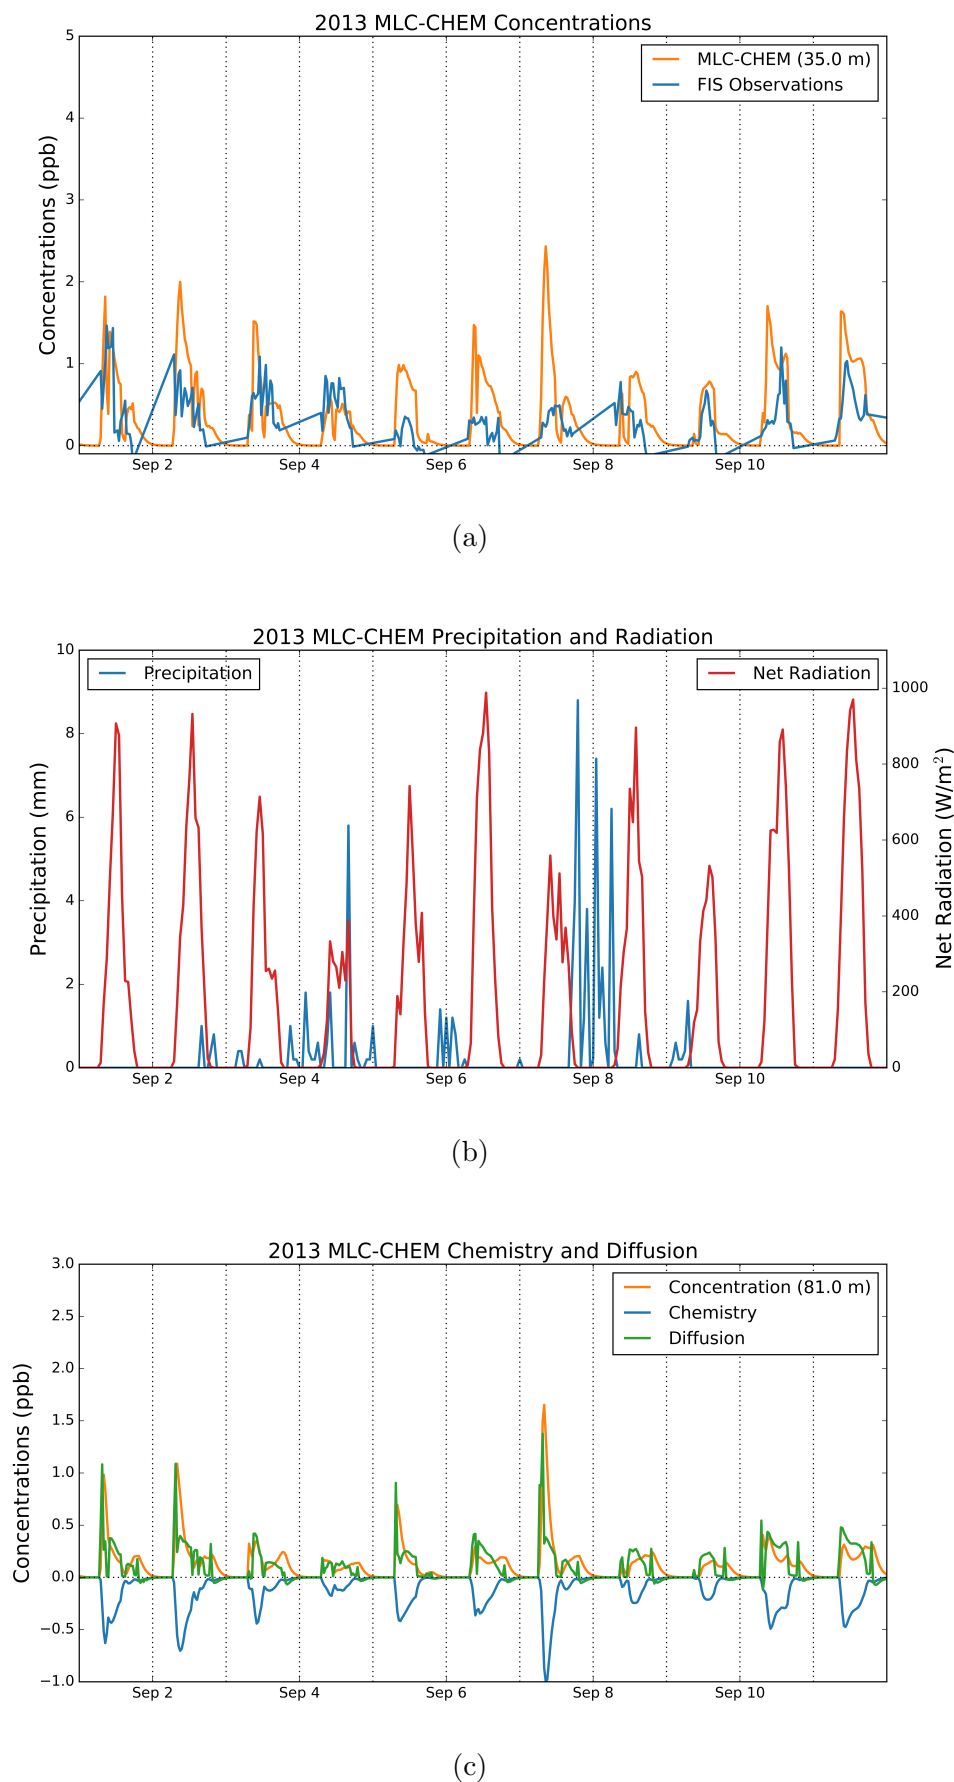 2013 MLC-CHEM Concentrations
5
4
3
2
1
0
Concentrations (ppb)
MLC-CHEM (35.0 m)
FIS Observations
Sep 2 Sep 4 Sep 6 Sep 8 Sep 10
(a)
2013 MLC-CHEM Precipitation and Radiation
10
8
6
4
2
0
Precipitation (mm)
Precipitation
Net Radiation
1000
800
600
400
200
0
Net Radiation (W/m²)
Sep 2 Sep 4 Sep 6 Sep 8 Sep 10
(b)
2013 MLC-CHEM Chemistry and Diffusion
3.0
2.5
2.0
1.5
1.0
0.5
0.0
−0.5
−1.0
Concentrations (ppb)
Concentration (81.0 m)
Chemistry
Diffusion
Sep 2 Sep 4 Sep 6 Sep 8 Sep 10
(c)